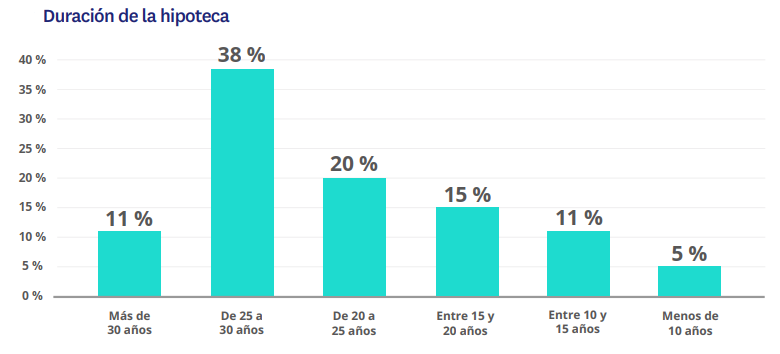 Duración de la hipoteca
40 %
35 %
30 %
25 %
20 %
15 %
10 %
5 %
0 %
11 %
38 %
20 %
15 %
11 %
5 %
Más de
30 años
De 25 a
30 años
De 20 a
25 años
Entre 15 y
20 años
Entre 10 y
15 años
Menos de
10 años